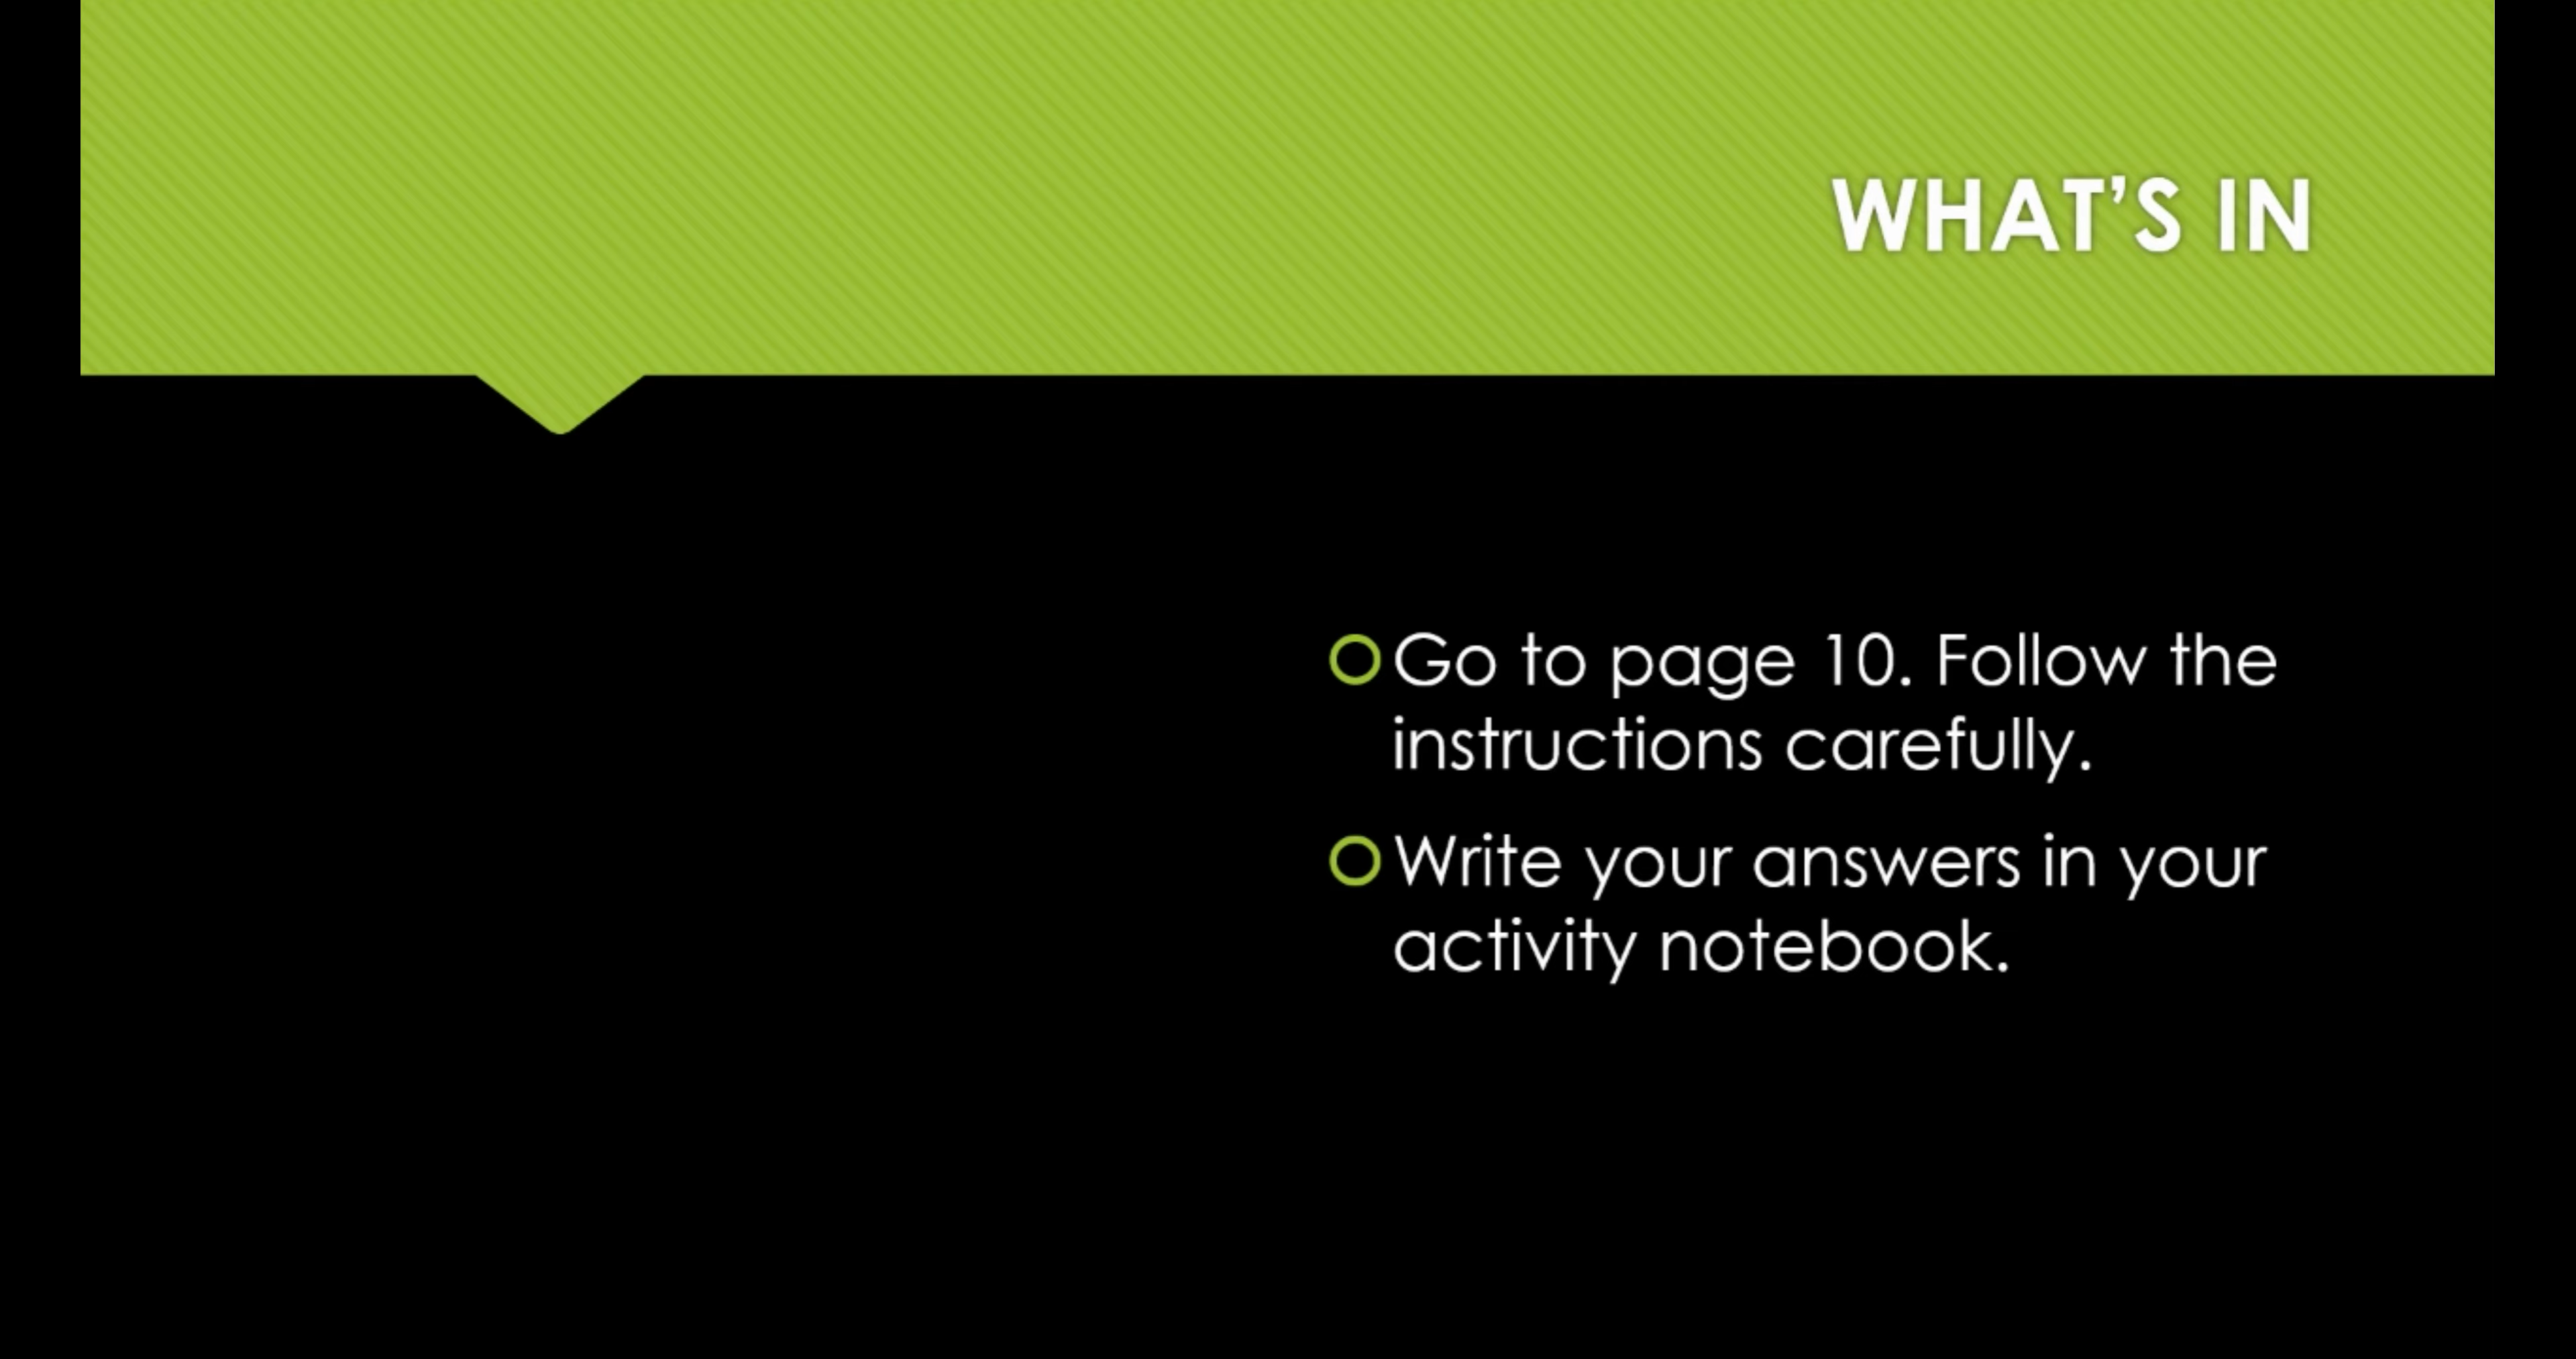 WHAT’S IN
Go to page 10. Follow the
instructions carefully.
Write your answers in your
activity notebook.